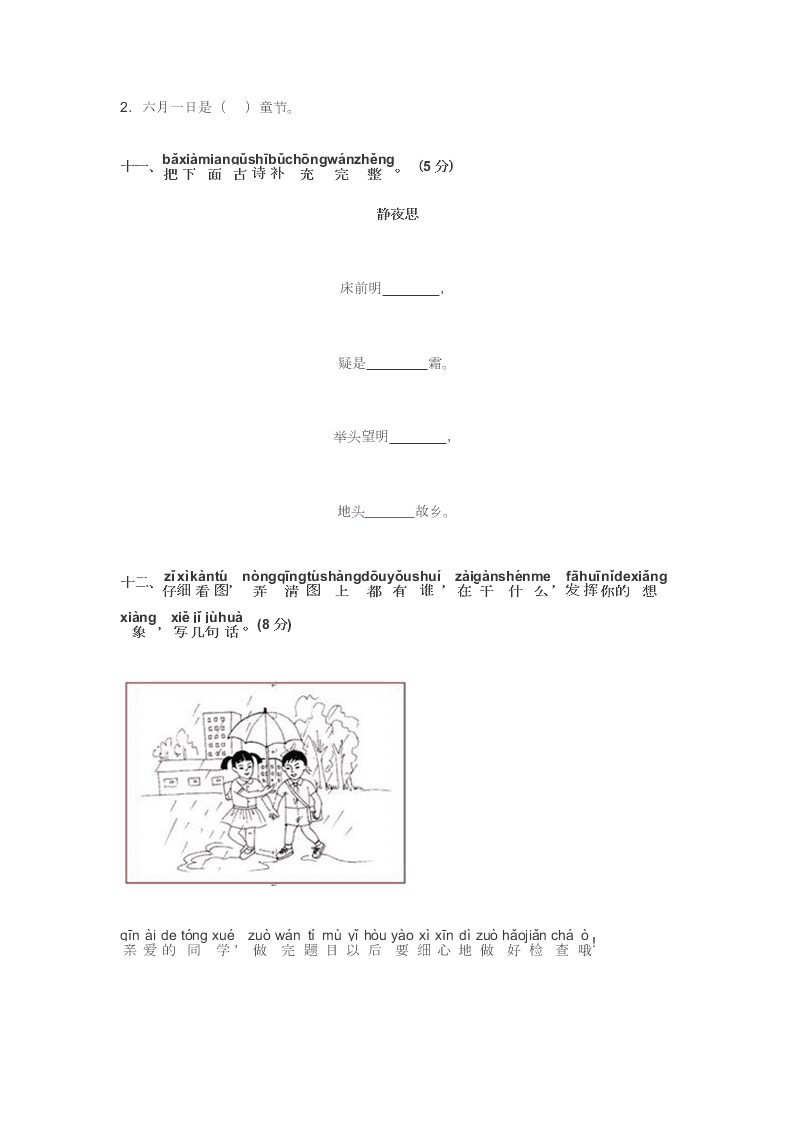 2．六月一日是（　）童节。
bǎxiàmiangǔshībǔchōngwánzhěng
十一、把下面古诗补充完整。（5 分）
静夜思
床前明________，
疑是________霜。
举头望明________，
地头_______故乡。
zǐxìkàntú nòngqīngtúshàngdōuyǒushuí zàigànshénme fāhuīnǐdexiǎng
十二、仔细看图，弄清图上都有谁，在干什么，发挥你的想
xiàng xiě jǐ jùhuà
象，写几句话。(8 分)
qīn ài de tóng xué zuò wán tí mù yǐ hòu yào xì xīn dì zuò hǎojiǎn chá ò
亲爱的同学，做完题目以后要细心地做好检查哦!